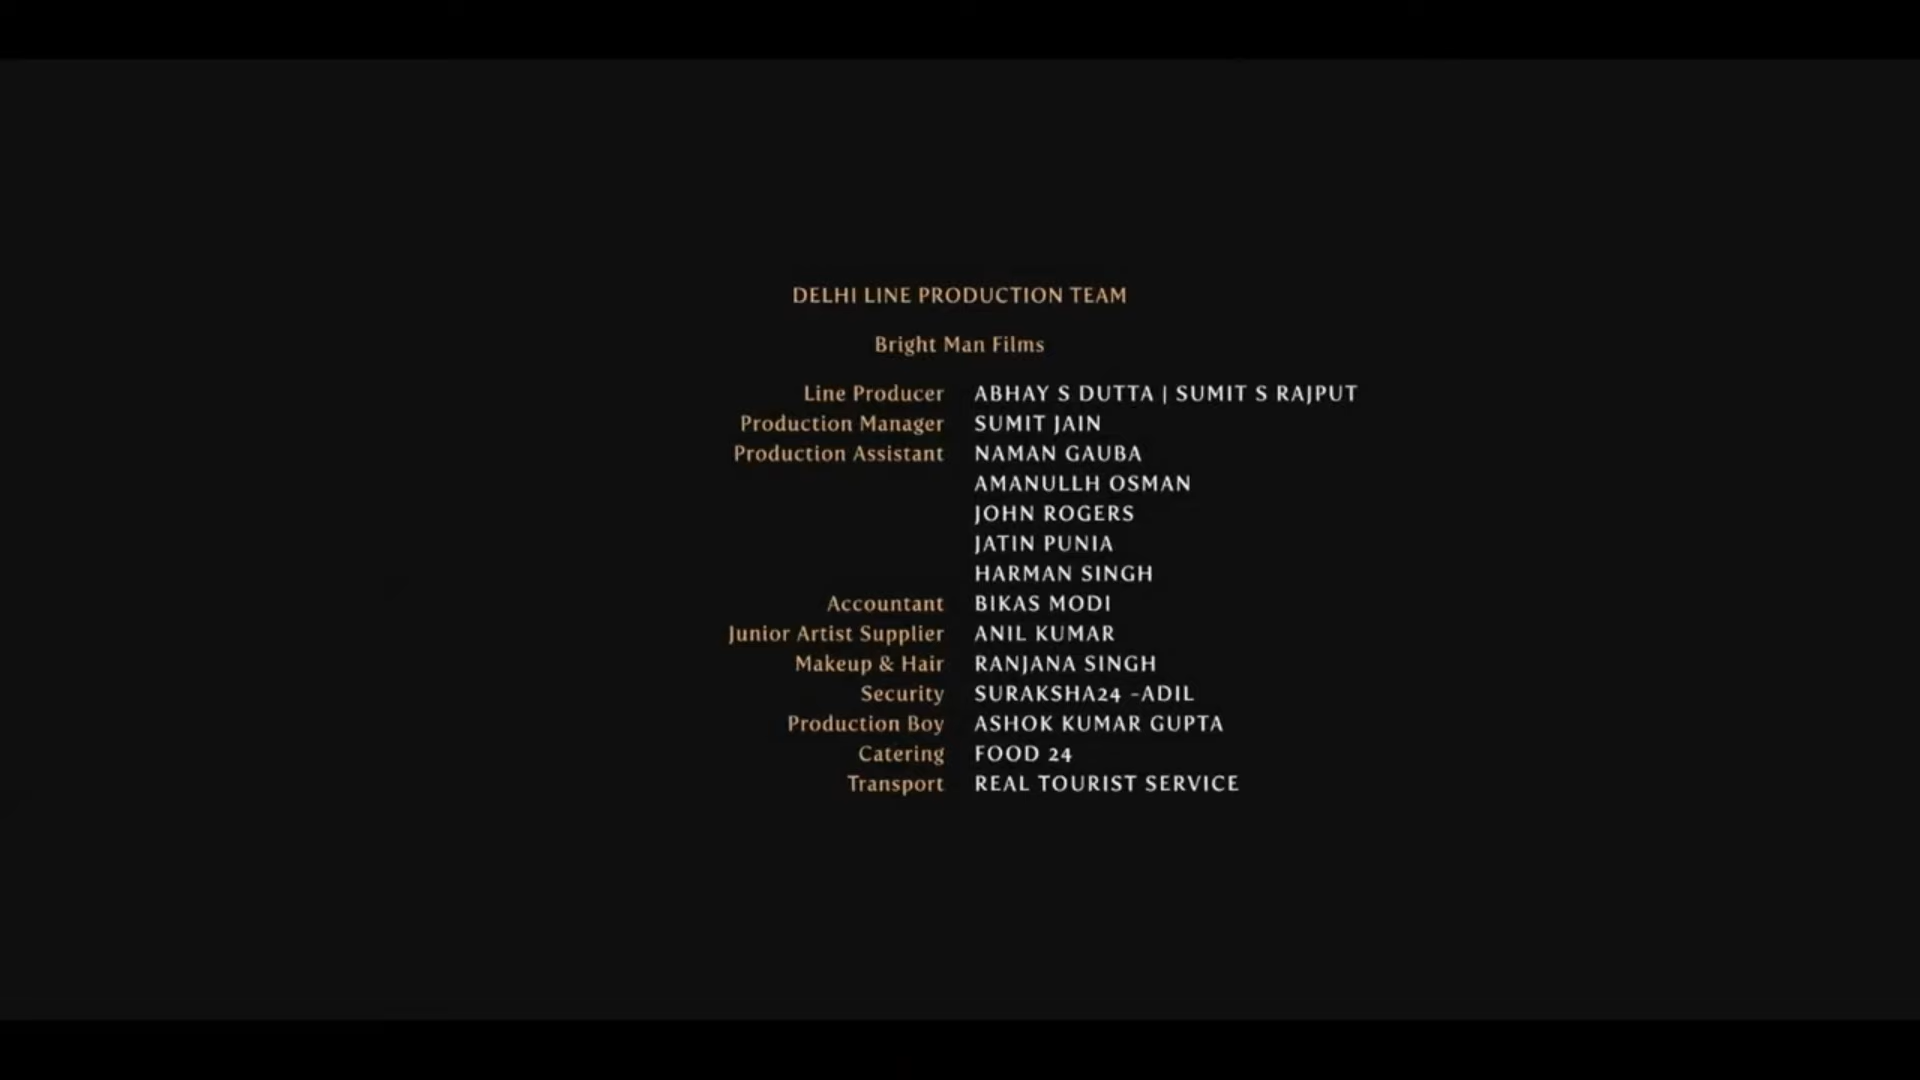 DELHI LINE PRODUCTION TEAM
Bright Man Films
Line Producer ABHAY S DUTTA | SUMIT S RAJPUT
Production Manager SUMIT JAIN
Production Assistant NAMAN GAUBA
AMANULLH OSMAN
JOHN ROGERS
JATIN PUNIA
HARMAN SINGH
Accountant BIKAS MODI
Junior Artist Supplier ANIL KUMAR
Makeup & Hair RANJANA SINGH
Security SURAKSHA24 -ADIL
Production Boy ASHOK KUMAR GUPTA
Catering FOOD 24
Transport REAL TOURIST SERVICE